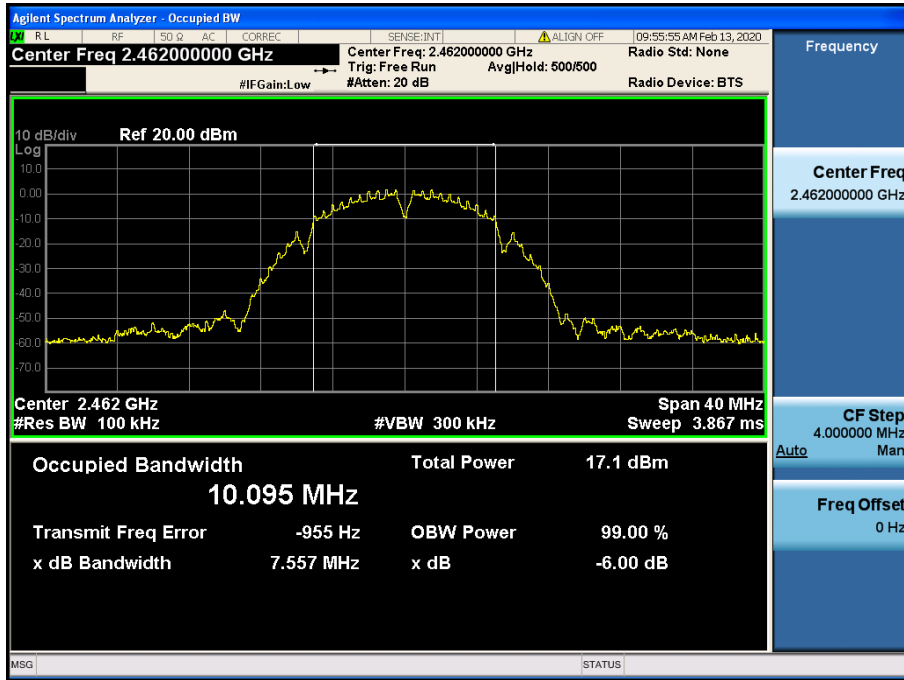 Agilent Spectrum Analyzer - Occupied BW
LXI RL RF 50 Ω AC CORREC SENSE:INT ALIGN OFF 09:55:55 AM Feb 13, 2020
Center Freq 2.462000000 GHz
Center Freq: 2.462000000 GHz Radio Std: None
Trig: Free Run Avg|Hold: 500/500
#IFGain:Low #Atten: 20 dB Radio Device: BTS
Frequency
10 dB/div Ref 20.00 dBm
Log
10.0
0.00
-10.0
-20.0
-30.0
-40.0
-50.0
-60.0
-70.0
Center 2.462 GHz Span 40 MHz
#Res BW 100 kHz #VBW 300 kHz Sweep 3.867 ms
Center Freq
2.462000000 GHz
CF Step
4.000000 MHz
Auto Man
Freq Offset
0 Hz
Occupied Bandwidth Total Power 17.1 dBm
10.095 MHz
Transmit Freq Error -955 Hz OBW Power 99.00 %
x dB Bandwidth 7.557 MHz x dB -6.00 dB
MSG STATUS